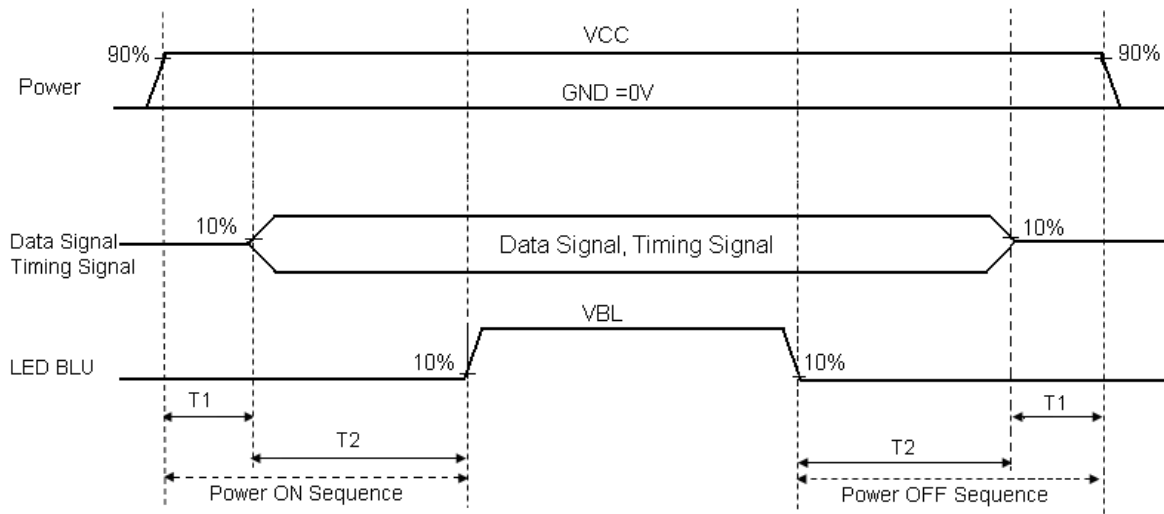 VCC
90%
90%
Power
GND =0V
10%
10%
Data Signal
Timing Signal
Data Signal, Timing Signal
VBL
10%
10%
LED BLU
T1
T1
T2
T2
Power ON Sequence
Power OFF Sequence